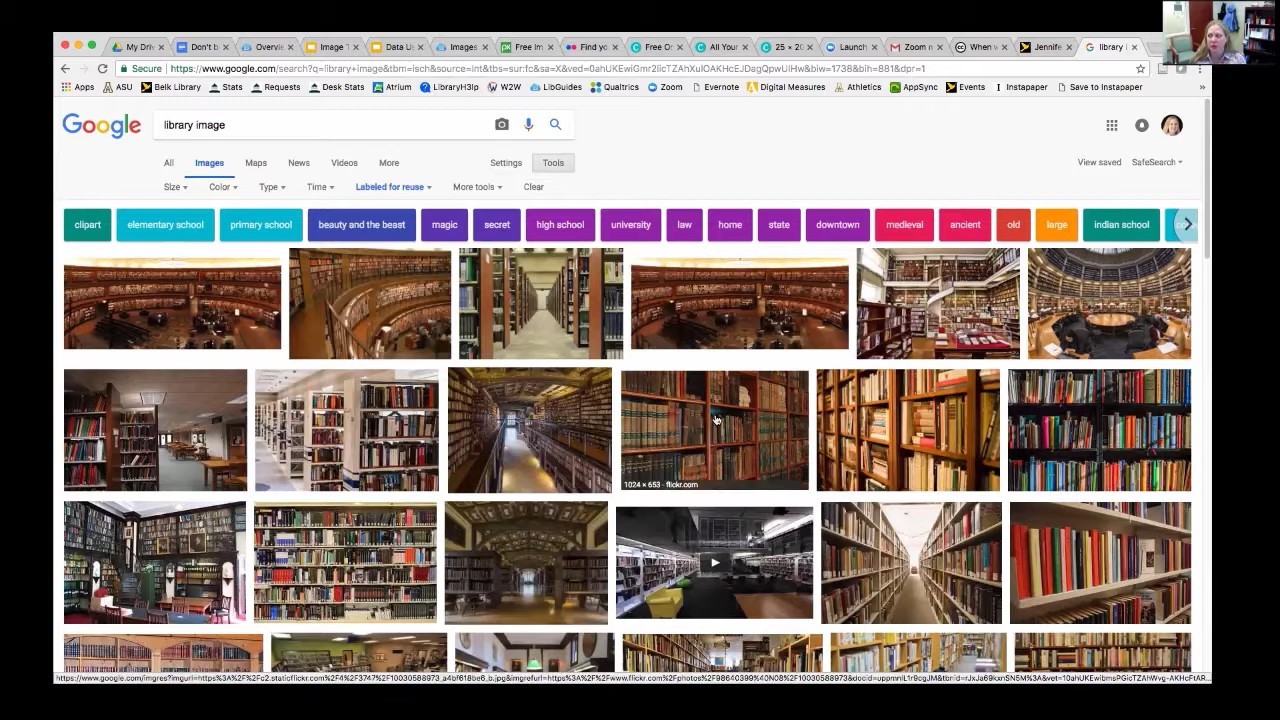 My Driv
Don't b
Overvie
Image T
Data U
Images
Free Im
Find yo
Free O
All Your
25 × 20
Launch
Zoom n
When v
Jennife
library i
Secure https://www.google.com/search?q=library+image&tbm=isch&source=lnt&tbs=sur:fc&sa=X&ved=0ahUKEwiGmr2iicTZAhXuIOAKHcEJDagQpwUIHw&biw=1738&bih=881&dpr=1
Apps ASU Belk Library Stats Requests Desk Stats Atrium LibraryH3lp W2W LibGuides Qualtrics Zoom Evernote Digital Measures Athletics AppSync Events Instapaper Save to Instapaper »
Google library image
All Images Maps News Videos More Settings Tools View saved SafeSearch
Size Color Type Time Labeled for reuse More tools Clear
clipart elementary school primary school beauty and the beast magic secret high school university law home state downtown medieval ancient old large indian school
1024 × 653 - flickr.com